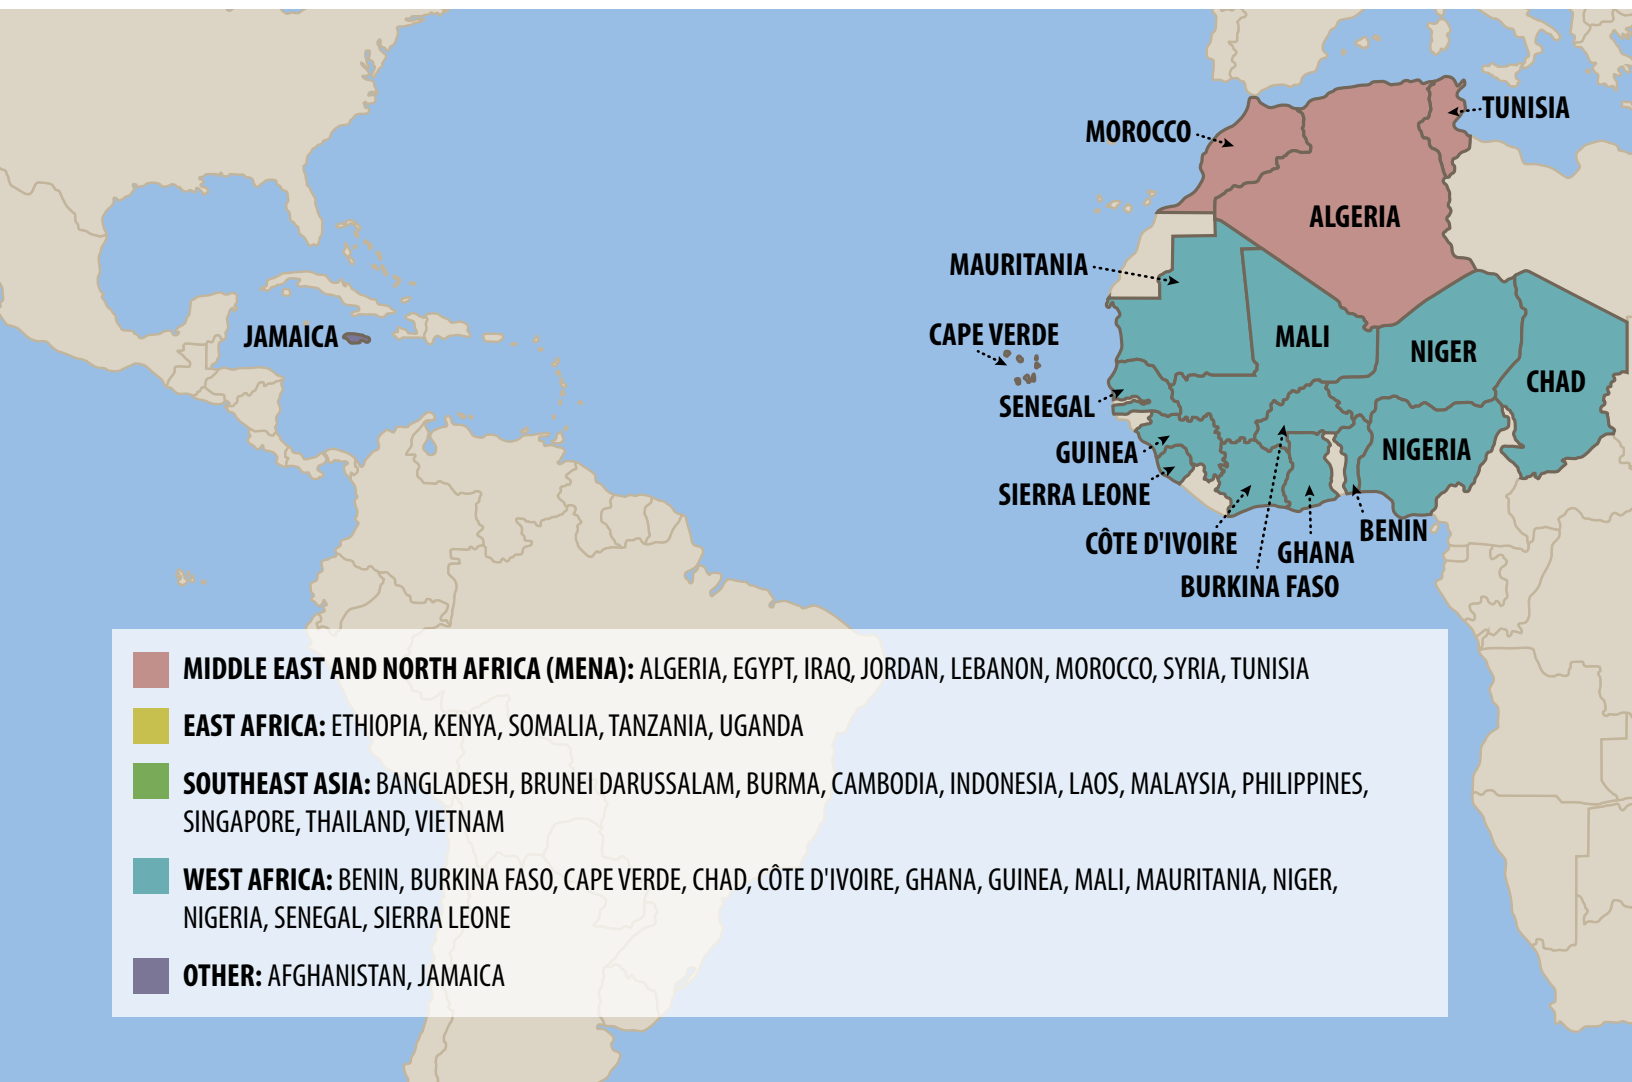 TUNISIA
MOROCCO
ALGERIA
MAURITANIA
CAPE VERDE
JAMAICA
MALI
NIGER
CHAD
SENEGAL
GUINEA
NIGERIA
SIERRA LEONE
CÔTE D'IVOIRE
GHANA
BENIN
BURKINA FASO
MIDDLE EAST AND NORTH AFRICA (MENA): ALGERIA, EGYPT, IRAQ, JORDAN, LEBANON, MOROCCO, SYRIA, TUNISIA
EAST AFRICA: ETHIOPIA, KENYA, SOMALIA, TANZANIA, UGANDA
SOUTHEAST ASIA: BANGLADESH, BRUNEI DARUSSALAM, BURMA, CAMBODIA, INDONESIA, LAOS, MALAYSIA, PHILIPPINES,
SINGAPORE, THAILAND, VIETNAM
WEST AFRICA: BENIN, BURKINA FASO, CAPE VERDE, CHAD, CÔTE D'IVOIRE, GHANA, GUINEA, MALI, MAURITANIA, NIGER,
NIGERIA, SENEGAL, SIERRA LEONE
OTHER: AFGHANISTAN, JAMAICA